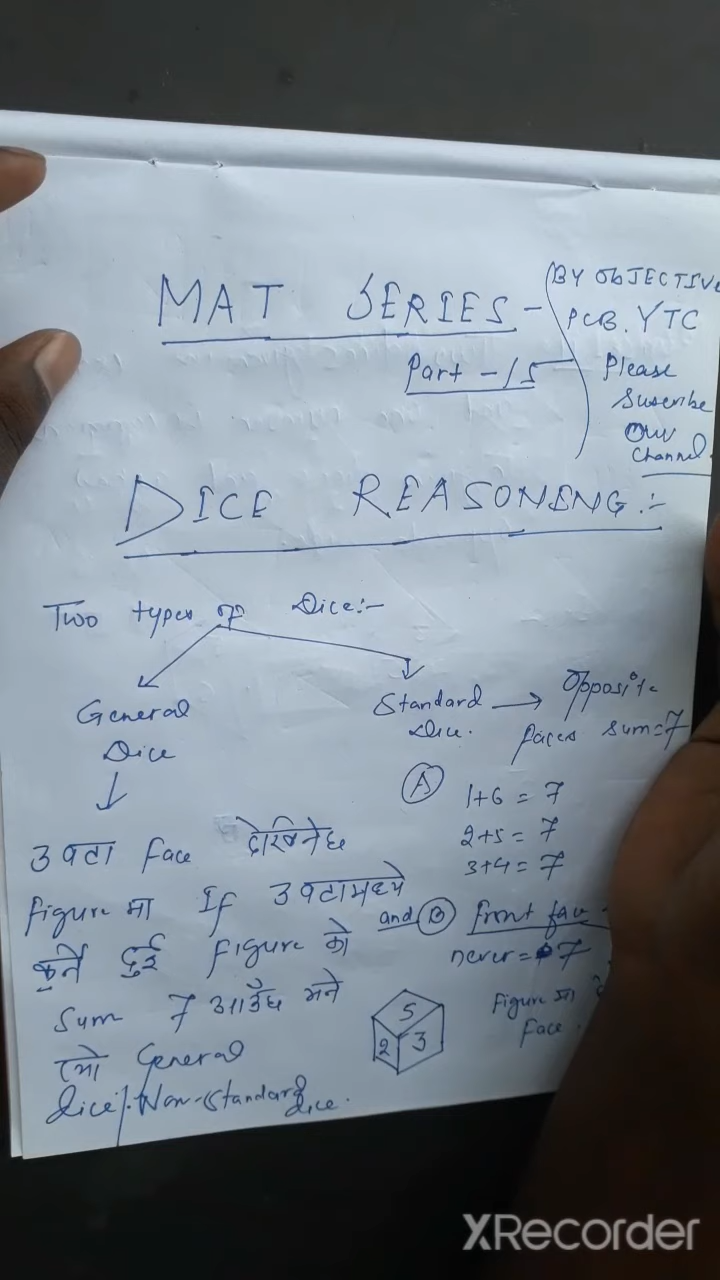 MAT SERIES -
Part - 15
BY ObJECTIVE
PCB. YTC
Please
Suscribe
our
Channel.
DICE REASONING :-
Two types of Dice:-
General
Dice
३ वटा face देखिनेछ
figure मा If ३ वटामध्ये
कुनै दुई figure को
Sum 7 आउँछ भने
त्यो General
dice/Non-Standard
dice.
Standard
dice.
Opposite
faces sum=7
A
1+6 = 7
2+5 = 7
3+4 = 7
and B front face
never = 7
Figure मा
face.
5
2 3
XRecorder